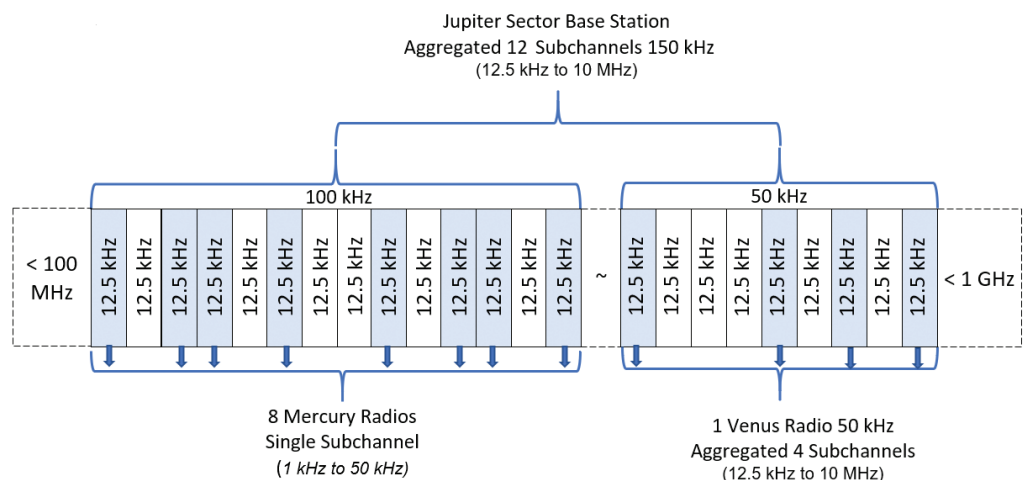 Jupiter Sector Base Station
Aggregated 12 Subchannels 150 kHz
(12.5 kHz to 10 MHz)
100 kHz
50 kHz
< 100
MHz
12.5 kHz
12.5 kHz
12.5 kHz
12.5 kHz
12.5 kHz
12.5 kHz
12.5 kHz
12.5 kHz
12.5 kHz
12.5 kHz
12.5 kHz
12.5 kHz
12.5 kHz
12.5 kHz
~
12.5 kHz
12.5 kHz
12.5 kHz
12.5 kHz
12.5 kHz
12.5 kHz
12.5 kHz
12.5 kHz
12.5 kHz
< 1 GHz
8 Mercury Radios
Single Subchannel
(1 kHz to 50 kHz)
1 Venus Radio 50 kHz
Aggregated 4 Subchannels
(12.5 kHz to 10 MHz)